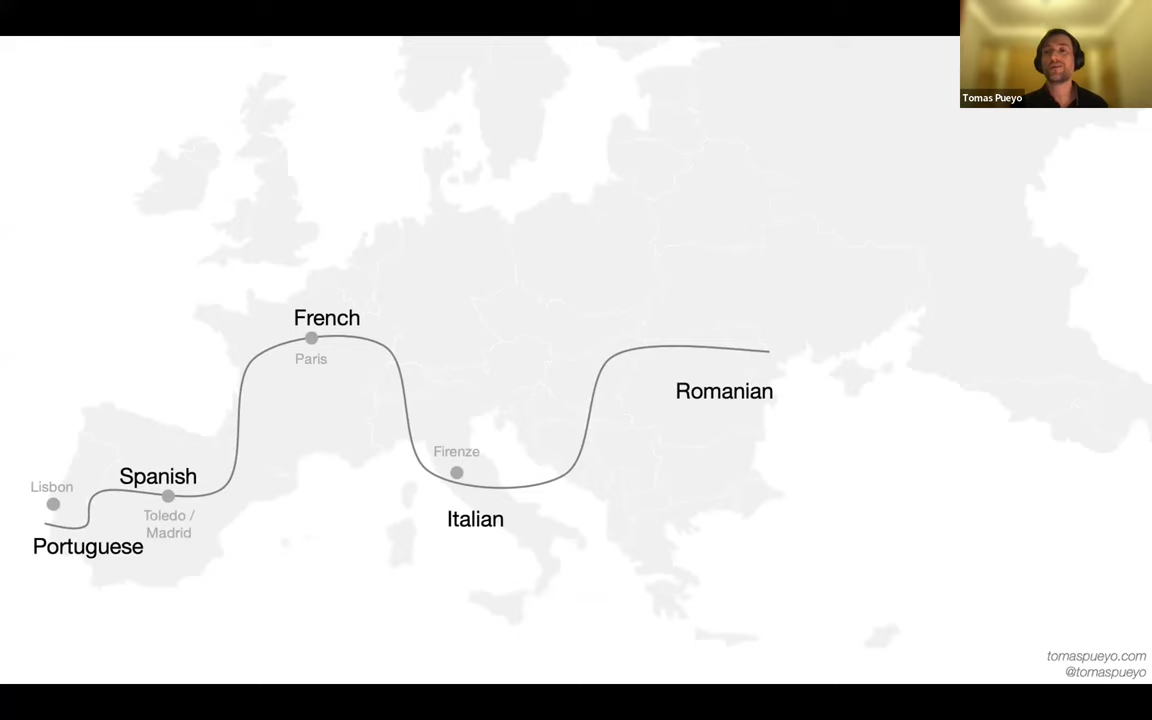 Tomas Pueyo
French
Paris
Romanian
Firenze
Italian
Spanish
Toledo /
Madrid
Lisbon
Portuguese
tomaspueyo.com
@tomaspueyo